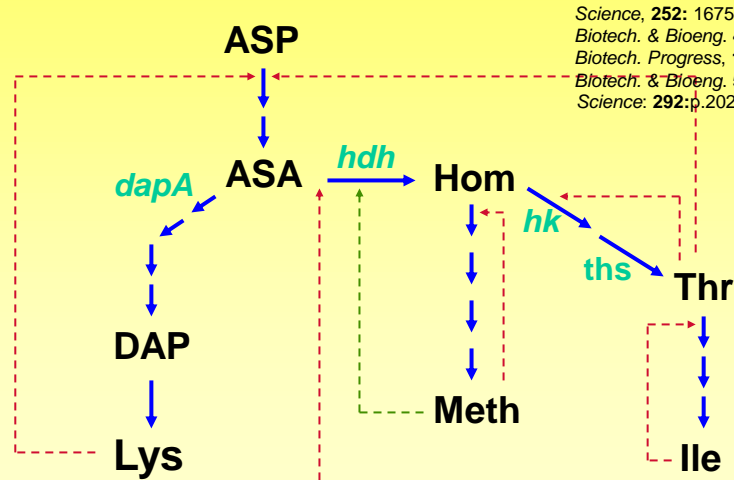 Science, 252: 1675
Biotech. & Bioeng.
Biotech. Progress,
Biotech. & Bioeng.
Science: 292:p.202
ASP
ASA
hdh
Hom
dapA
hk
ths
Thr
DAP
Meth
Lys
Ile